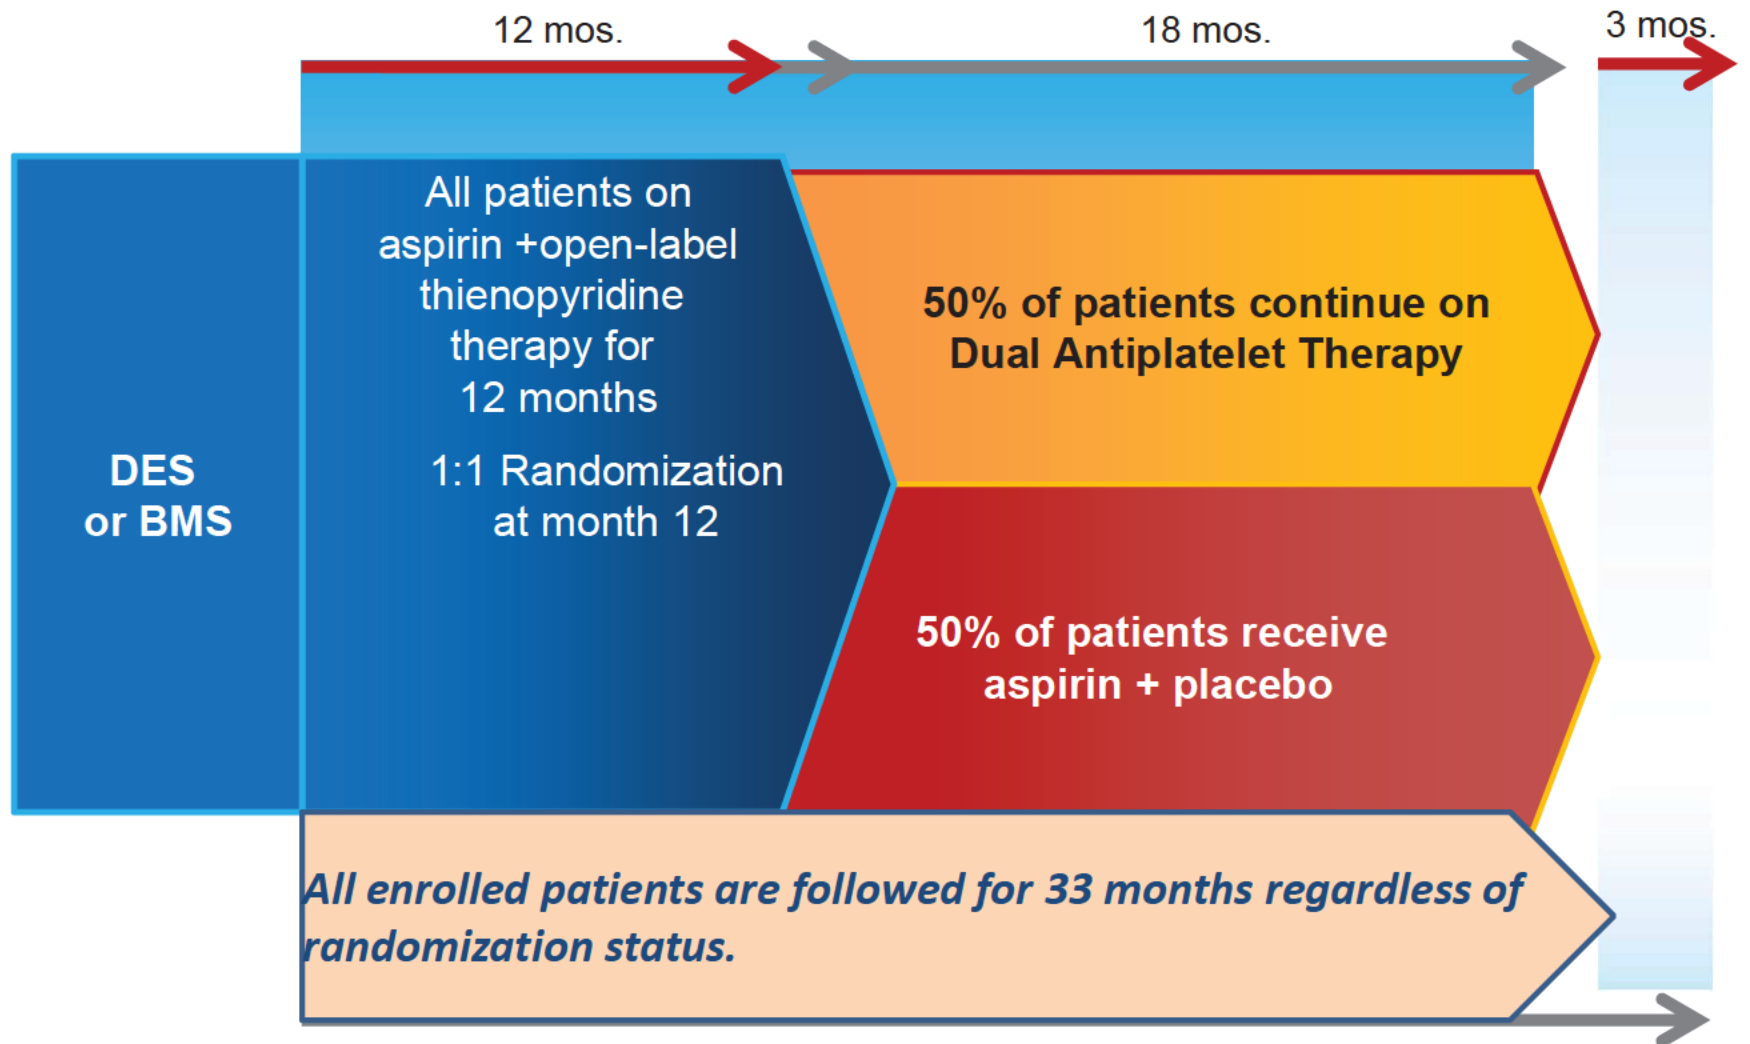 12 mos.
18 mos.
3 mos.
DES
or BMS
All patients on
aspirin +open-label
thienopyridine
therapy for
12 months
1:1 Randomization
at month 12
50% of patients continue on
Dual Antiplatelet Therapy
50% of patients receive
aspirin + placebo
All enrolled patients are followed for 33 months regardless of
randomization status.